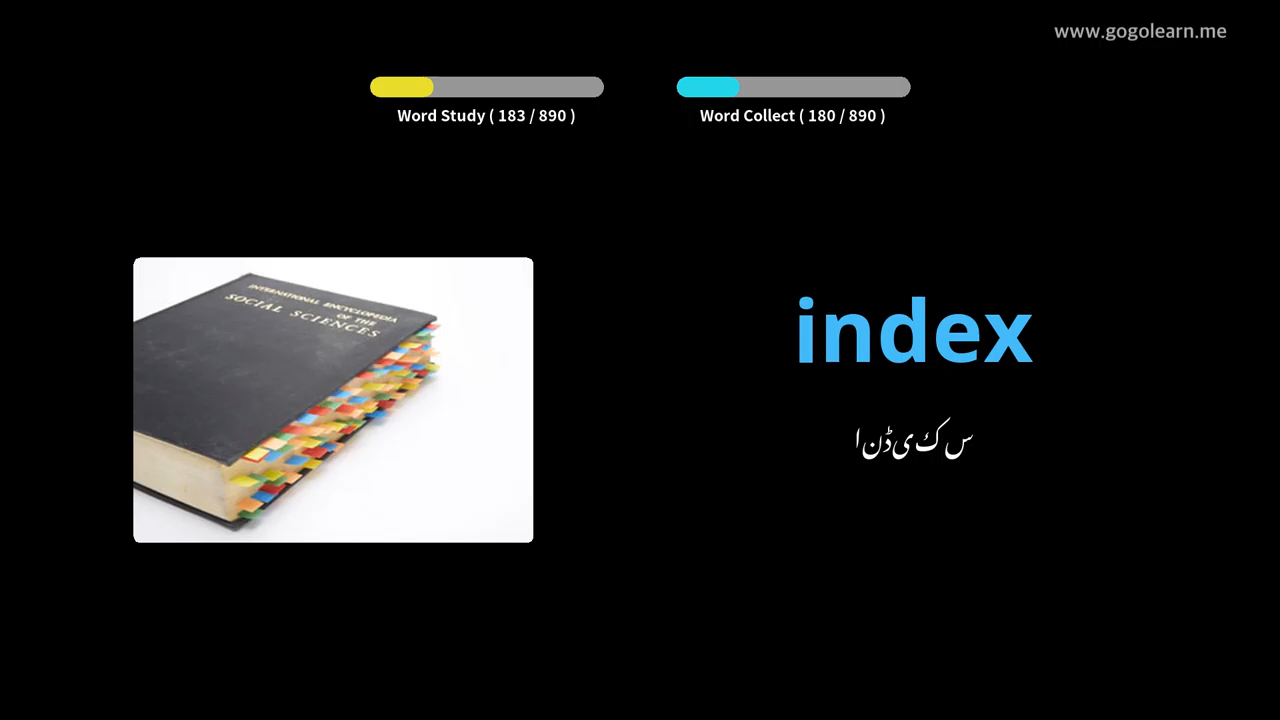 www.gogolearn.me
Word Study ( 183 / 890 )
Word Collect ( 180 / 890 )
INTERNATIONAL ENCYCLOPEDIA
OF THE
SOCIAL SCIENCES
index
س ک ی ڈ ن ا